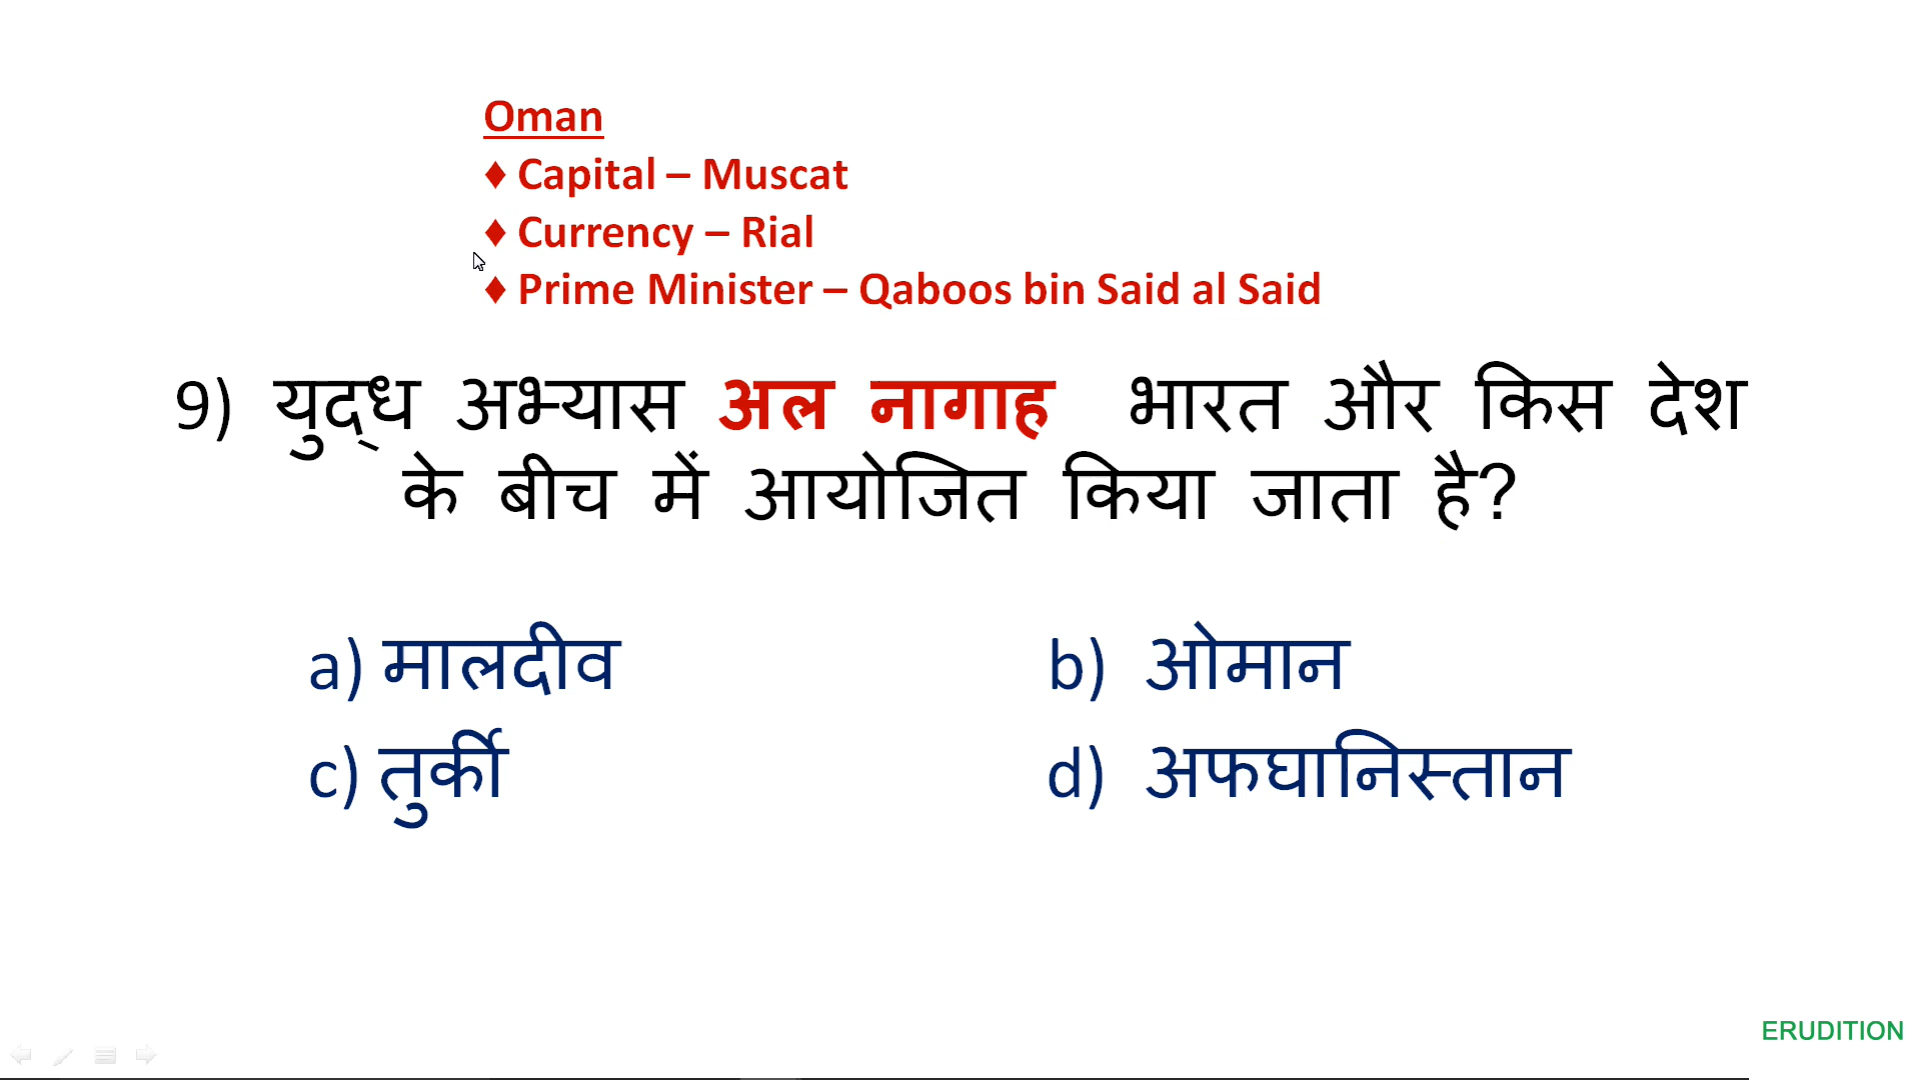 Oman
♦ Capital – Muscat
♦ Currency – Rial
♦ Prime Minister – Qaboos bin Said al Said
9) युद्ध अभ्यास अल नागाह भारत और किस देश
के बीच में आयोजित किया जाता है?
a) मालदीव b) ओमान
c) तुर्की d) अफघानिस्तान
ERUDITION